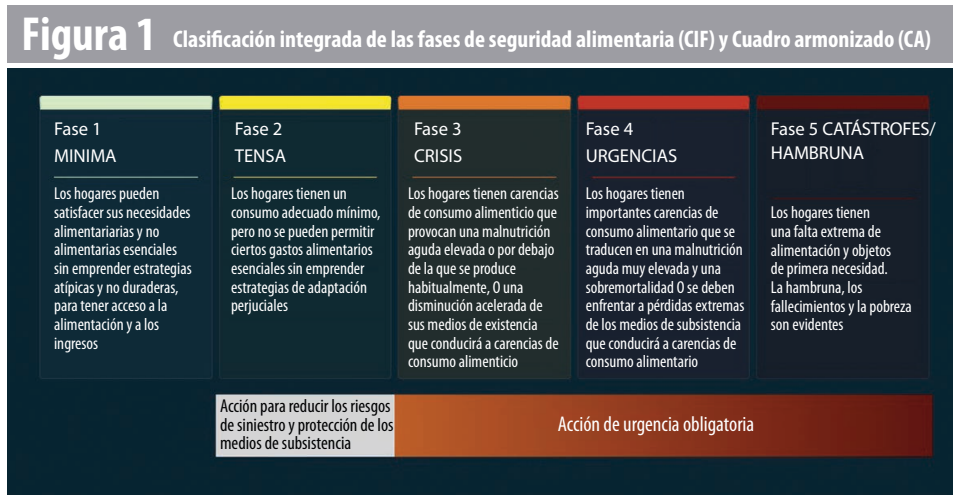 Figura 1 Clasificación integrada de las fases de seguridad alimentaria (CIF) y Cuadro armonizado (CA)
Fase 1
MINIMA
Los hogares pueden
satisfacer sus necesidades
alimentariarias y no
alimentarias esenciales
sin emprender estrategias
atípicas y no duraderas,
para tener acceso a la
alimentación y a los
ingresos
Fase 2
TENSA
Los hogares tienen un
consumo adecuado mínimo,
pero no se pueden permitir
ciertos gastos alimentarios
esenciales sin emprender
estrategias de adaptación
perjuciales
Fase 3
CRISIS
Los hogares tienen carencias
de consumo alimenticio que
provocan una malnutrición
aguda elevada o por debajo
de la que se produce
habitualmente, O una
disminución acelerada de
sus medios de existencia
que conducirá a carencias de
consumo alimenticio
Fase 4
URGENCIAS
Los hogares tienen
importantes carencias de
consumo alimentario que se
traducen en una malnutrición
aguda muy elevada y una
sobremortalidad O se deben
enfrentar a pérdidas extremas
de los medios de subsistencia
que conducirá a carencias de
consumo alimentario
Fase 5 CATÁSTROFES/
HAMBRUNA
Los hogares tienen
una falta extrema de
alimentación y objetos
de primera necesidad.
La hambruna, los
fallecimientos y la pobreza
son evidentes
Acción para reducir los riesgos
de siniestro y protección de los
medios de subsistencia
Acción de urgencia obligatoria